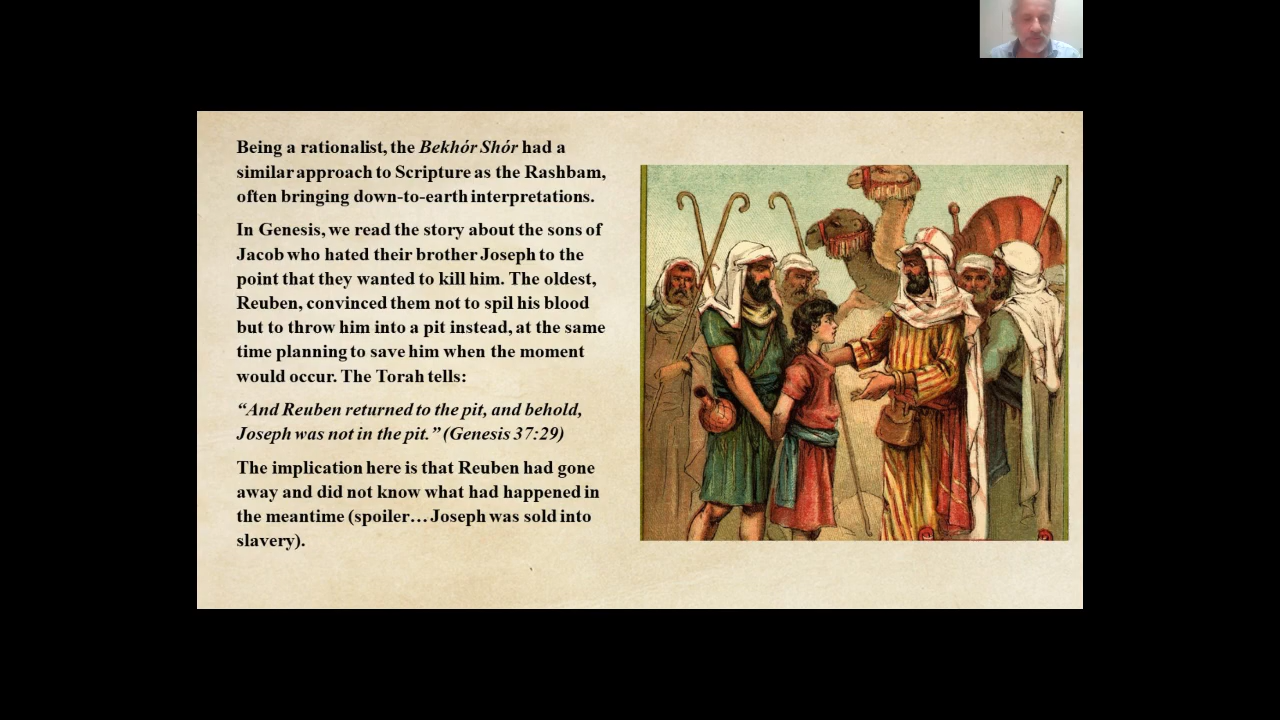 Being a rationalist, the Bekhór Shór had a
similar approach to Scripture as the Rashbam,
often bringing down-to-earth interpretations.
In Genesis, we read the story about the sons of
Jacob who hated their brother Joseph to the
point that they wanted to kill him. The oldest,
Reuben, convinced them not to spil his blood
but to throw him into a pit instead, at the same
time planning to save him when the moment
would occur. The Torah tells:
“And Reuben returned to the pit, and behold,
Joseph was not in the pit.” (Genesis 37:29)
The implication here is that Reuben had gone
away and did not know what had happened in
the meantime (spoiler… Joseph was sold into
slavery).